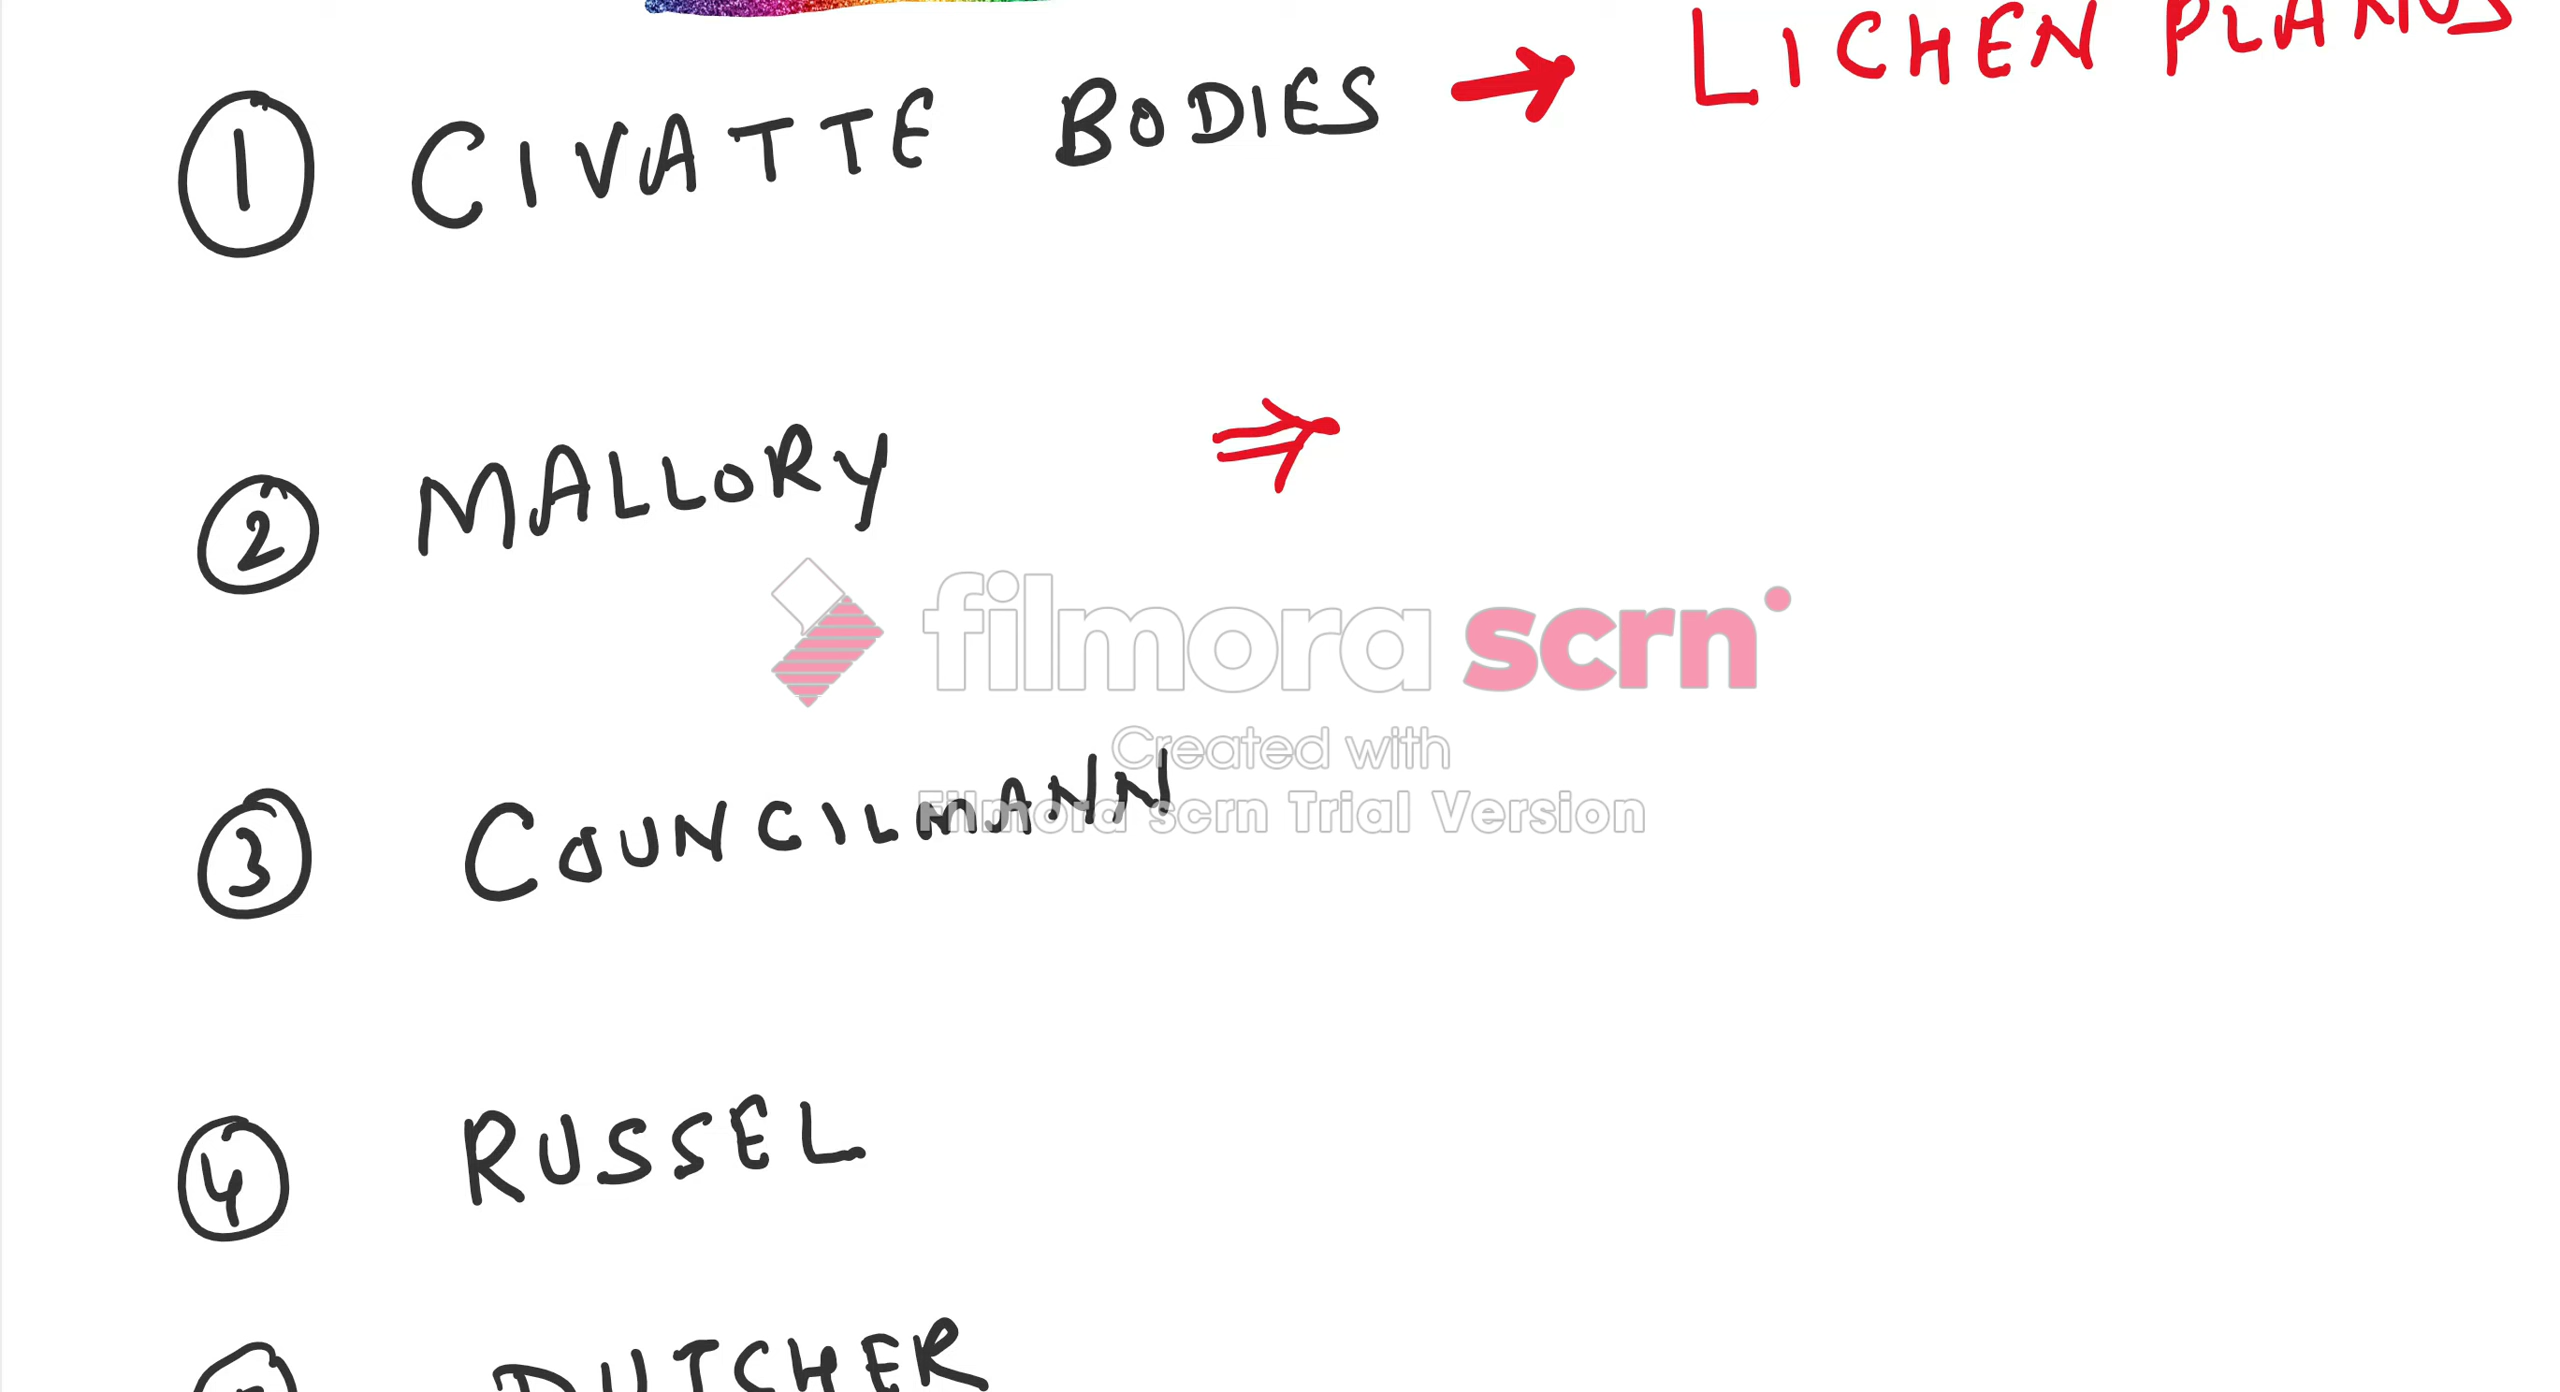 ① CIVATTE BODIES → LICHEN PLANUS
② MALLORY ⇒
filmora scrn
Created with
Filmora scrn Trial Version
③ COUNCILMANN
④ RUSSEL
DUTCHER